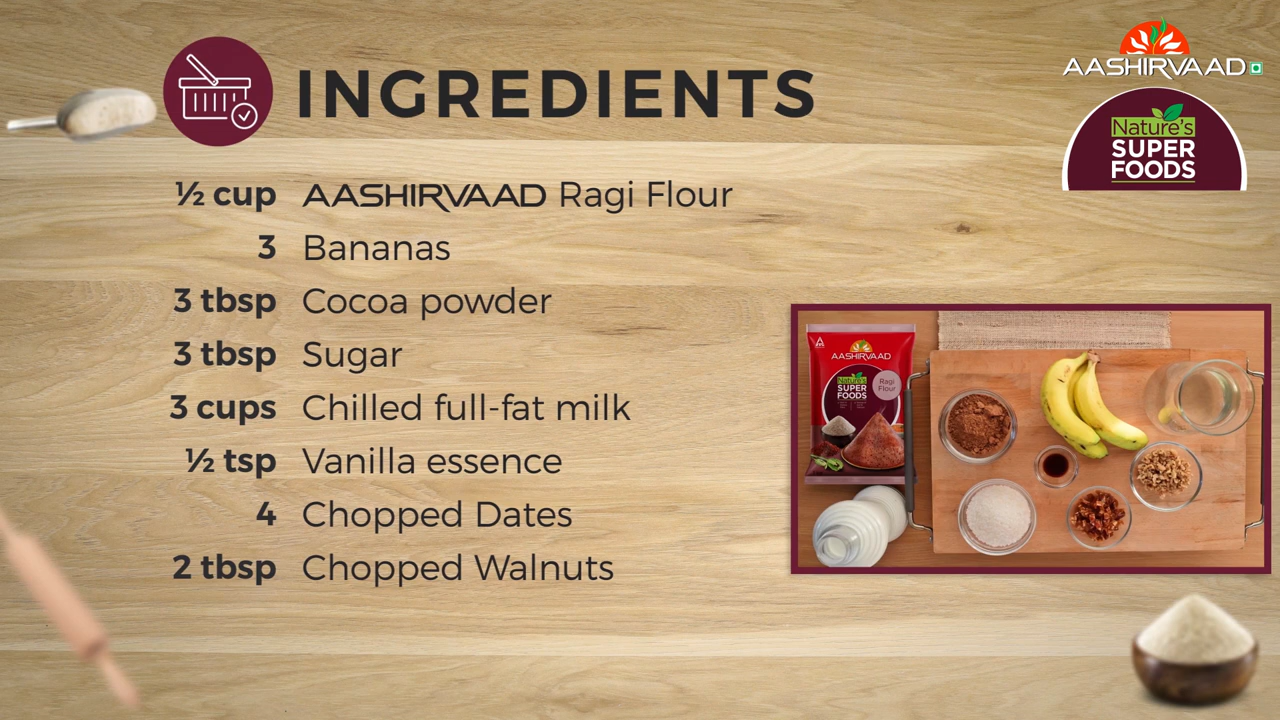 INGREDIENTS
AASHIRVAAD
Nature's
SUPER
FOODS
½ cup AASHIRVAAD Ragi Flour
3 Bananas
3 tbsp Cocoa powder
3 tbsp Sugar
3 cups Chilled full-fat milk
½ tsp Vanilla essence
4 Chopped Dates
2 tbsp Chopped Walnuts
AASHIRVAAD
Nature's
SUPER
FOODS
Ragi
Flour